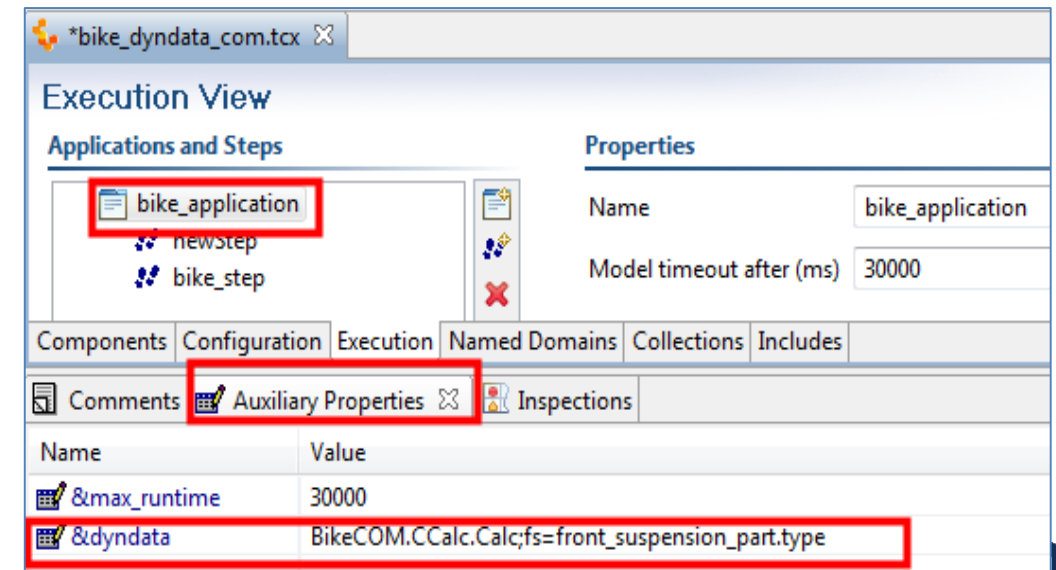 *bike_dyndata_com.tcx
Execution View
Applications and Steps Properties
bike_application Name bike_application
newStep
bike_step Model timeout after (ms) 30000
Components Configuration Execution Named Domains Collections Includes
Comments Auxiliary Properties Inspections
Name Value
&max_runtime 30000
&dyndata BikeCOM.CCalc.Calc;fs=front_suspension_part.type